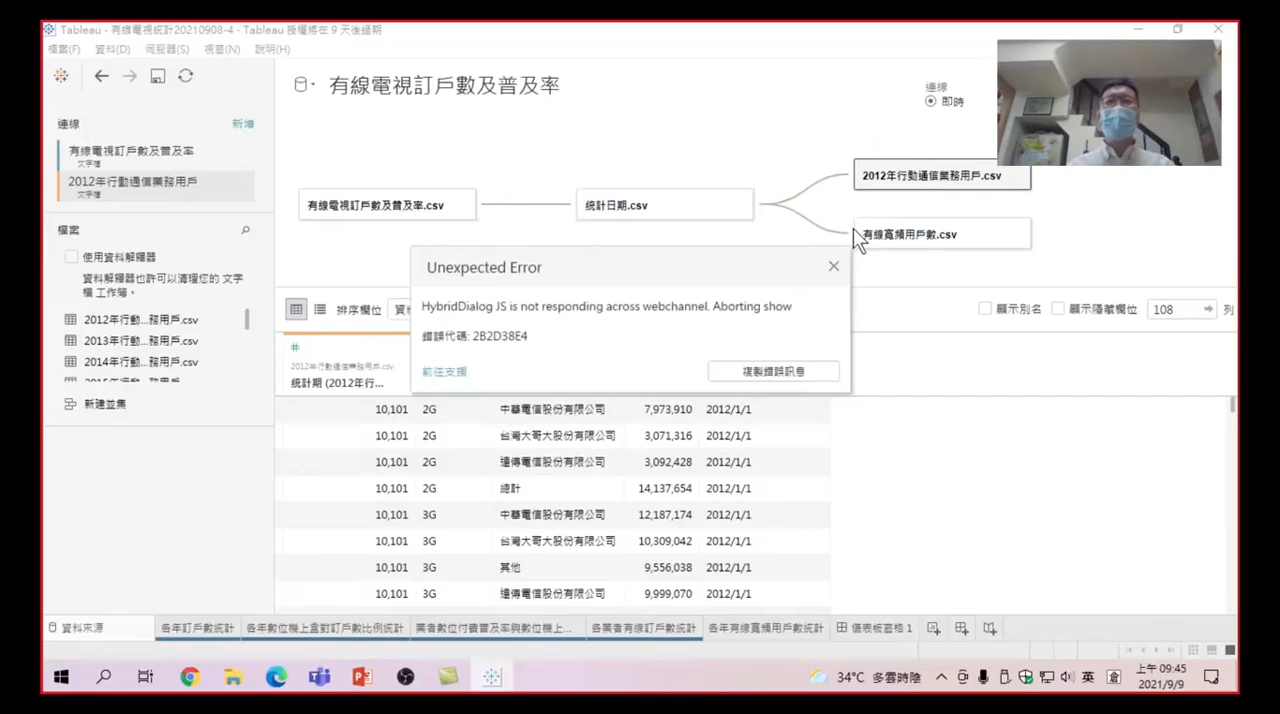 Tableau - 有線電視統計20210908-4 - Tableau 授權將在 9 天後過期
檔案(F) 資料(D) 伺服器(S) 視窗(N) 說明(H)
有線電視訂戶數及普及率
連線
即時
連線 新增
有線電視訂戶數及普及率
文字檔
2012年行動通信業務用戶
文字檔
有線電視訂戶數及普及率.csv
統計日期.csv
2012年行動通信業務用戶.csv
有線寬頻用戶數.csv
檔案
使用資料解釋器
資料解釋器也許可以清理您的 文字
檔 工作簿。
2012年行動...務用戶.csv
2013年行動...務用戶.csv
2014年行動...務用戶.csv
新建並集
Unexpected Error
HybridDialog JS is not responding across webchannel. Aborting show
錯誤代碼: 2B2D38E4
前往支援
複製錯誤訊息
排序欄位
顯示別名 顯示隱藏欄位 108 列
#
2012年行動通信業務用戶.csv
統計期 (2012年行...
10,101 2G 中華電信股份有限公司 7,973,910 2012/1/1
10,101 2G 台灣大哥大股份有限公司 3,071,316 2012/1/1
10,101 2G 遠傳電信股份有限公司 3,092,428 2012/1/1
10,101 2G 總計 14,137,654 2012/1/1
10,101 3G 中華電信股份有限公司 12,187,174 2012/1/1
10,101 3G 台灣大哥大股份有限公司 10,309,042 2012/1/1
10,101 3G 其他 9,556,038 2012/1/1
10,101 3G 遠傳電信股份有限公司 9,999,070 2012/1/1
資料來源 各年訂戶數統計 各年數位機上盒對訂戶數比例統計 業者數位付費普及率與數位機上... 各業者有線訂戶數統計 各年有線寬頻用戶數統計 儀表板窗格 1
34°C 多雲時陰 英 倉 上午 09:45
2021/9/9